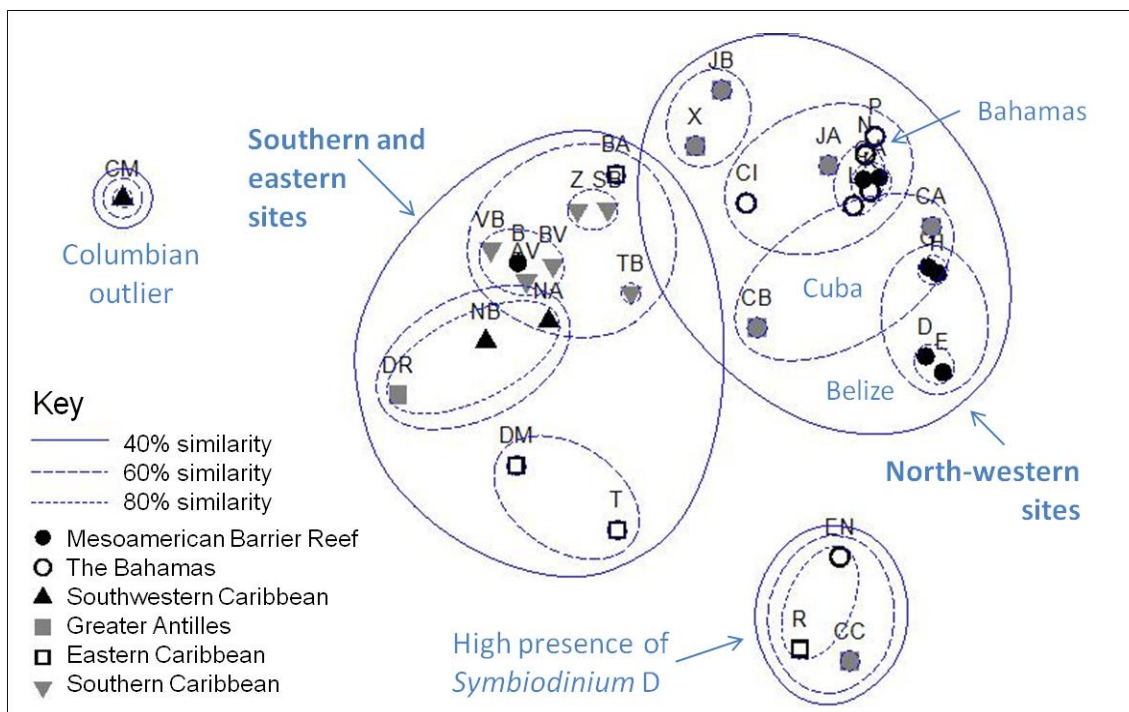 JB
X
P
N
JA
Bahamas
Southern and
eastern
sites
BA
CI
L
CM
Z SB
CA
VB
B
BV
AV
H
Columbian
outlier
TB
Cuba
NB
NA
CB
D
E
DR
Belize
Key
40% similarity
60% similarity
80% similarity
DM
T
North-western
sites
Mesoamerican Barrier Reef
The Bahamas
Southwestern Caribbean
Greater Antilles
Eastern Caribbean
Southern Caribbean
EN
R
CC
High presence of
Symbiodinium D